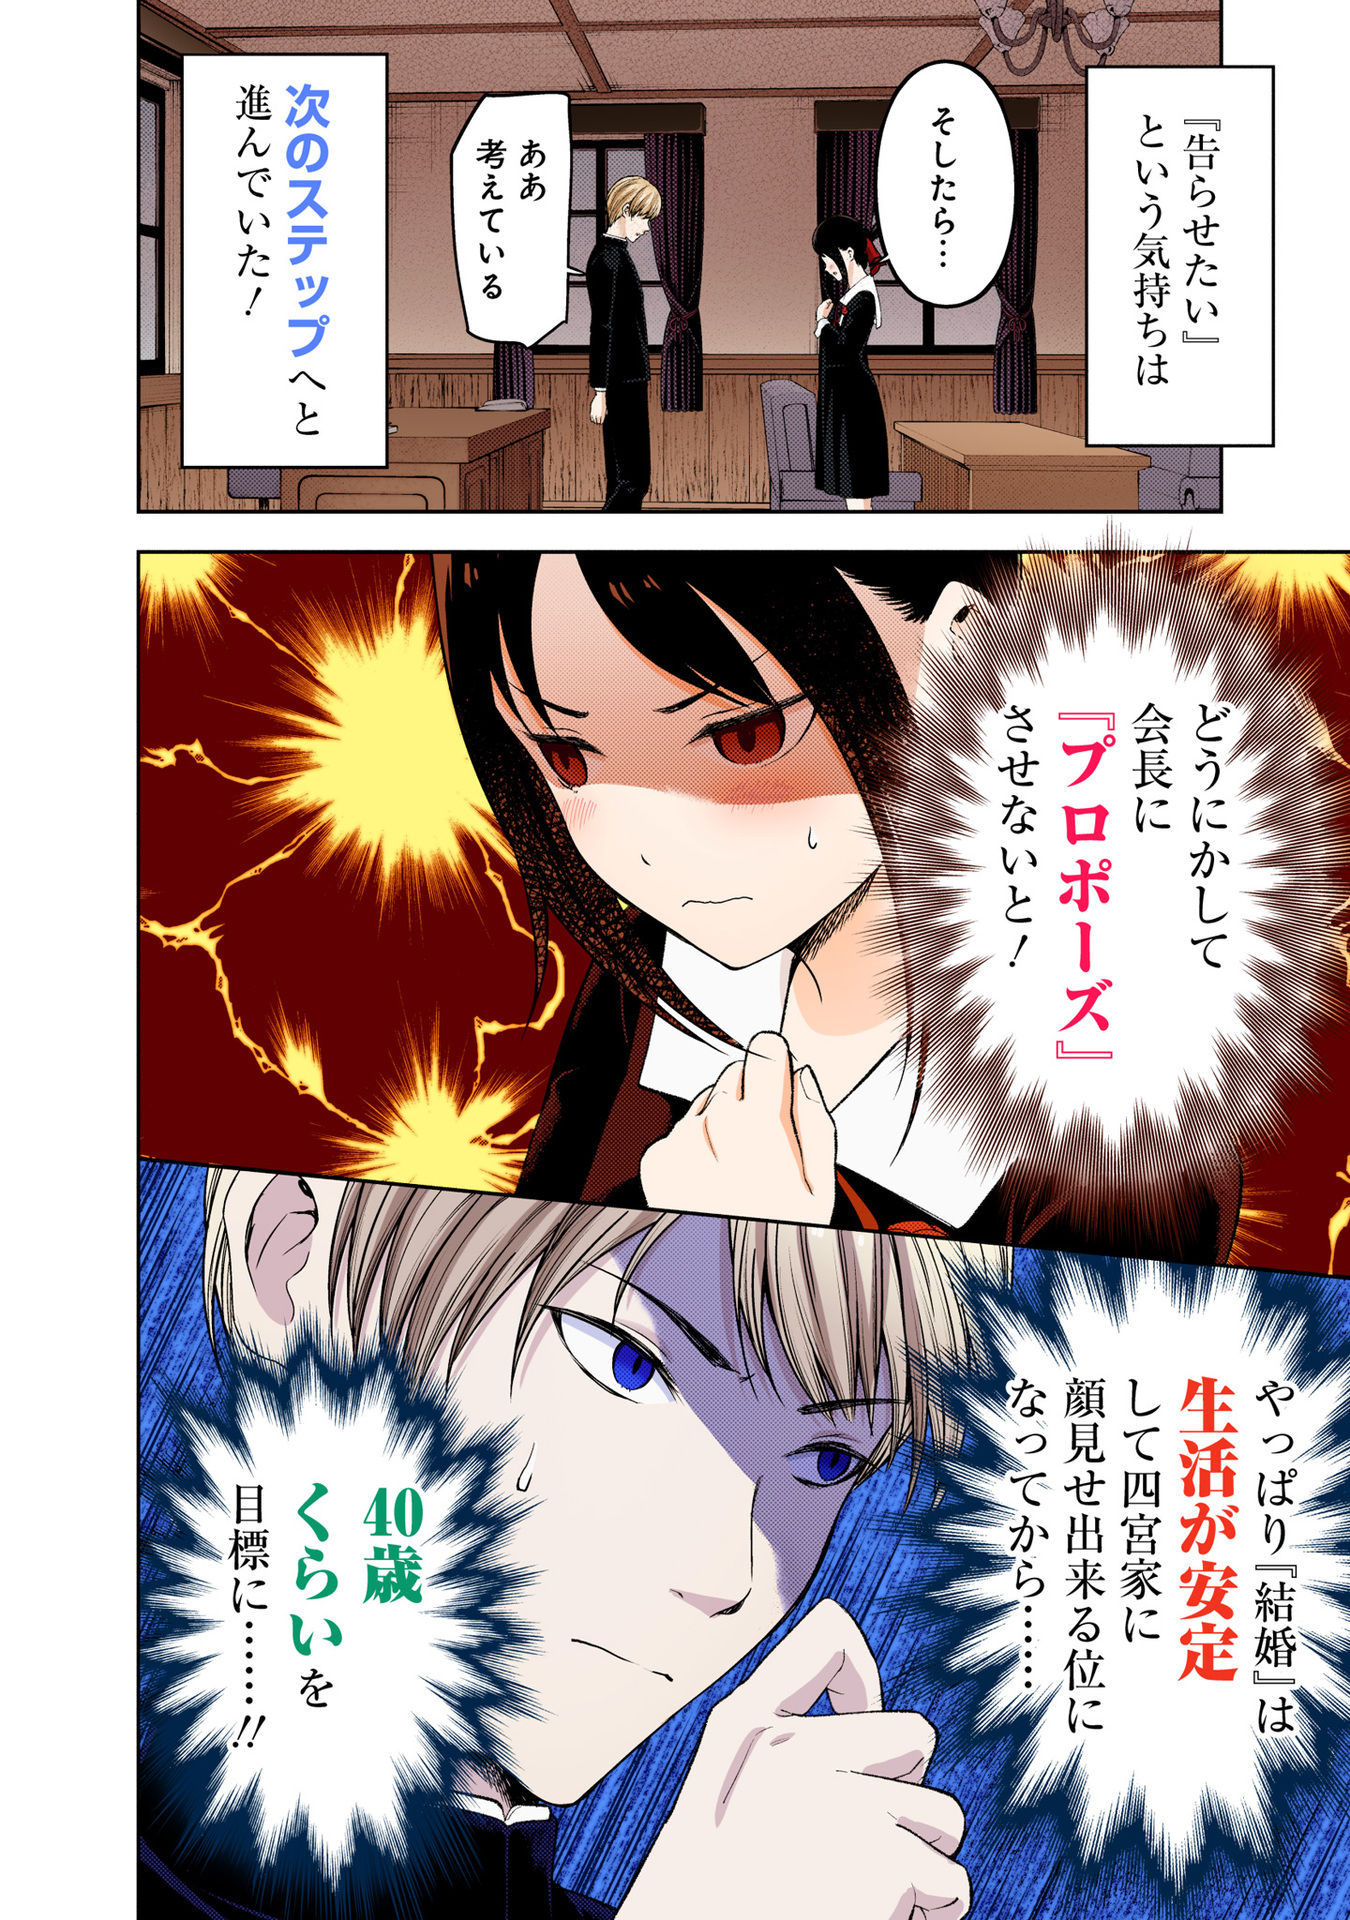 『告らせたい』
という気持ちは
そしたら…
ああ
考えている
次のステップへと
進んでいた！
どうにかして
会長に
『プロポーズ』
させないと！
やっぱり『結婚』は
生活が安定
して四宮家に
顔見せ出来る位に
なってから……
40歳
くらいを
目標に……!!